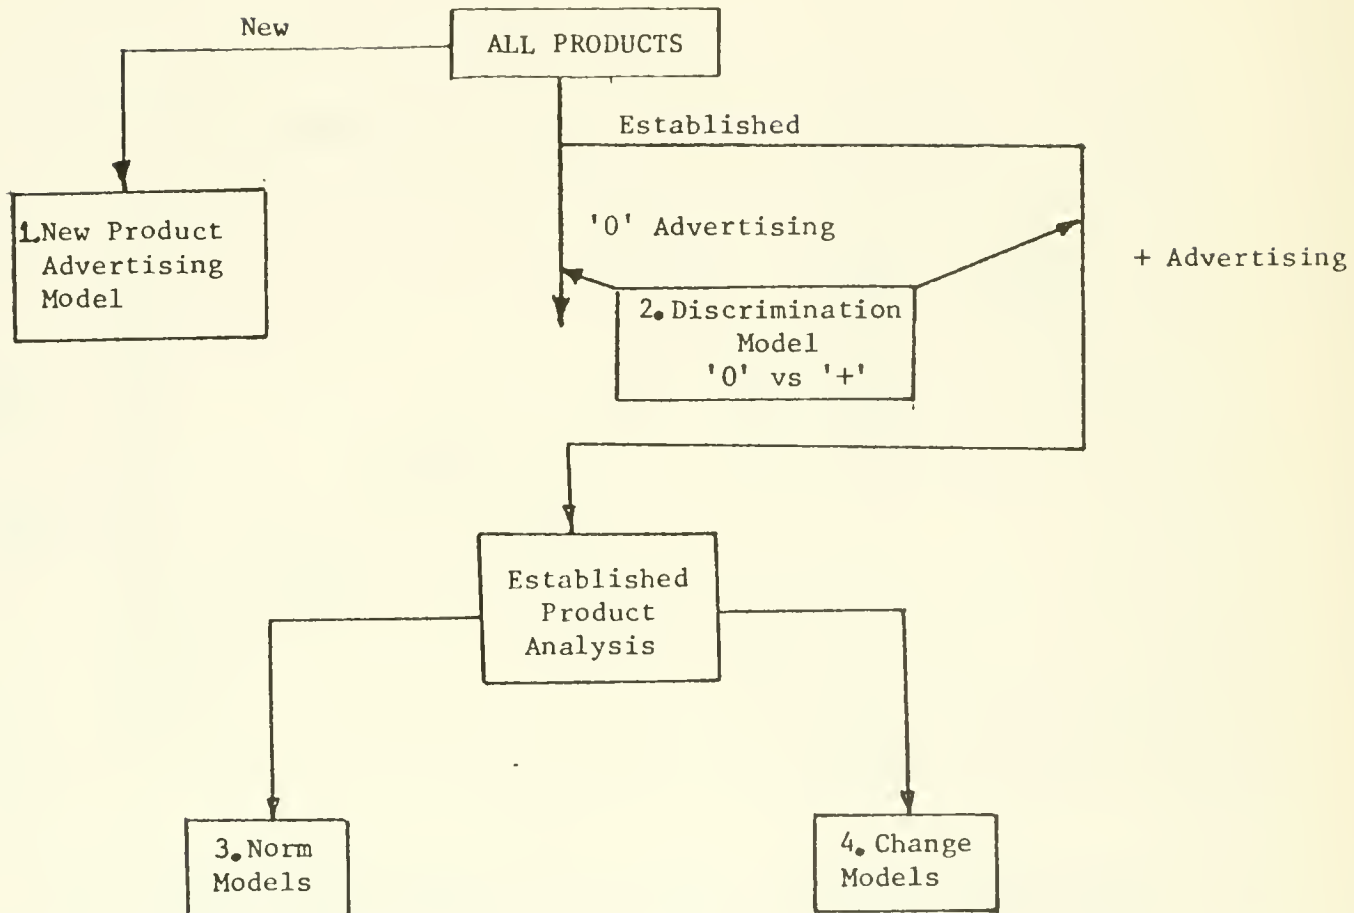 New
ALL PRODUCTS
Established
1.New Product
Advertising
Model
'0' Advertising
+ Advertising
2.Discrimination
Model
'0' vs '+'
Established
Product
Analysis
3.Norm
Models
4.Change
Models